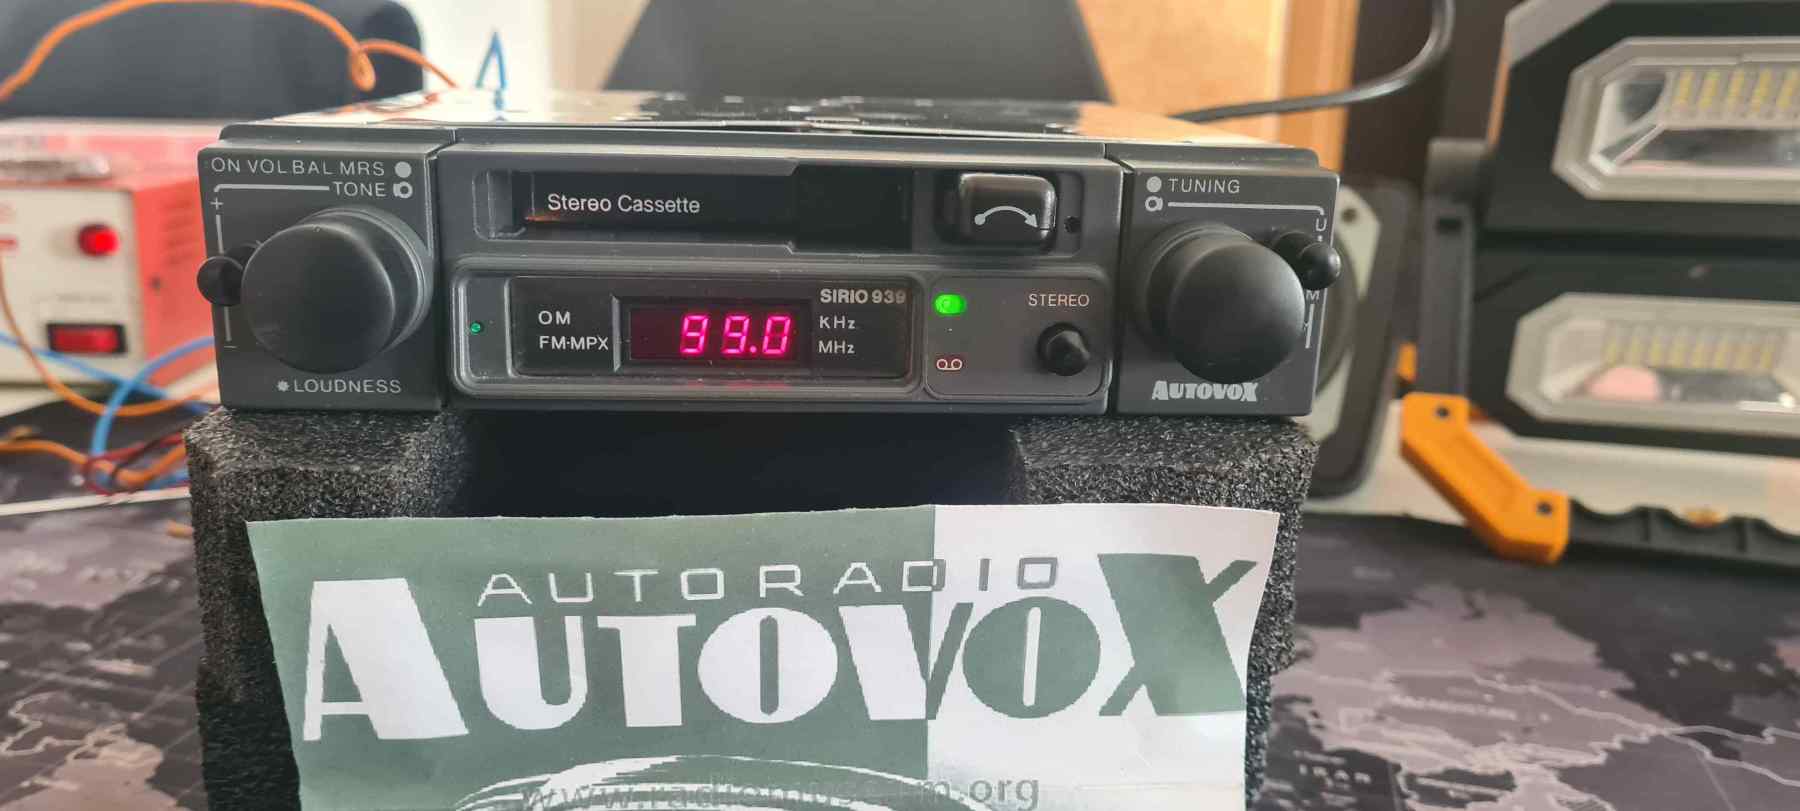 ON VOL.BAL MRS
TONE
+
-
LOUDNESS
Stereo Cassette
OM
FM-MPX
99.0
SIRIO 939
KHz
MHz
STEREO
TUNING
U
M
AUTOVOX
AUTORADIO
AUTOVOX
IRAN